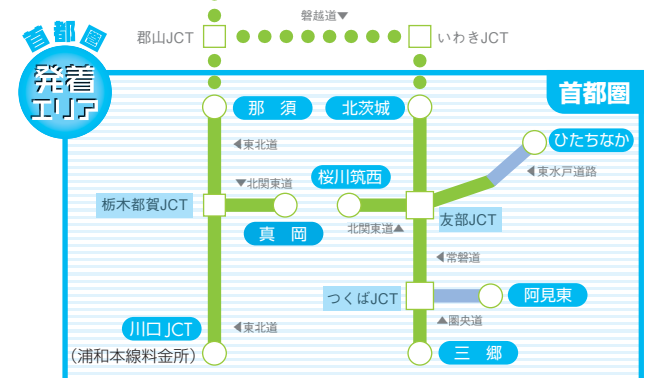 磐越道▼
首都圏
郡山JCT
いわきJCT
発着
エリア
首都圏
那須
北茨城
ひたちなか
◀東北道
◀東水戸道路
▼北関東道
桜川筑西
栃木都賀JCT
友部JCT
真岡
北関東道▲
◀常磐道
つくばJCT
阿見東
▲圏央道
川口JCT
◀東北道
(浦和本線料金所)
三郷